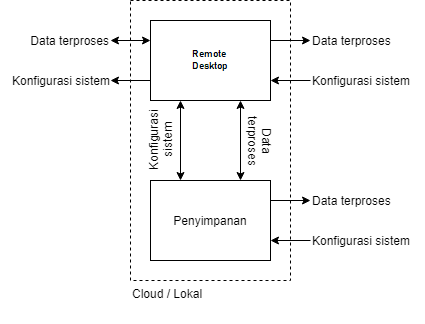 Data terproses
Remote
Desktop
Data terproses
Konfigurasi sistem
Konfigurasi sistem
Konfigurasi
sistem
Data
terproses
Penyimpanan
Data terproses
Konfigurasi sistem
Cloud / Lokal